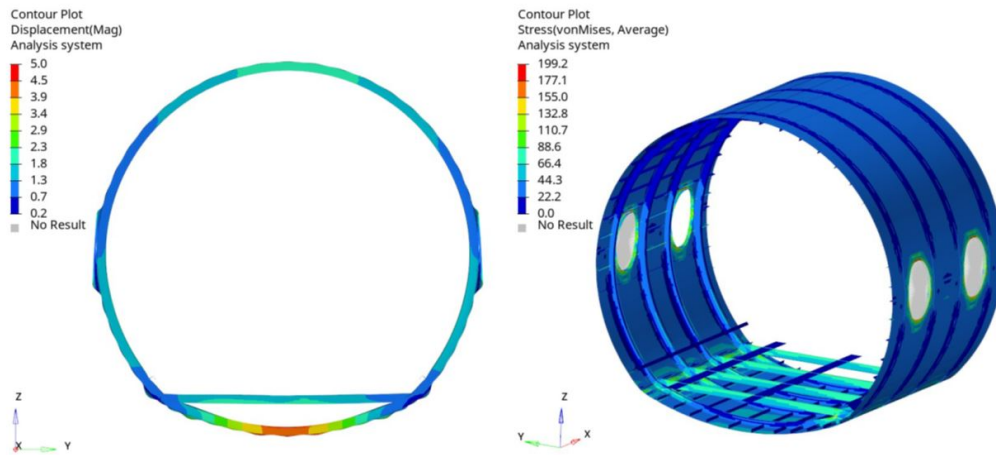 Contour Plot
Displacement(Mag)
Analysis system
5.0
4.5
3.9
3.4
2.9
2.3
1.8
1.3
0.7
0.2
No Result
Z
X
Y
Contour Plot
Stress(vonMises, Average)
Analysis system
199.2
177.1
155.0
132.8
110.7
88.6
66.4
44.3
22.2
0.0
No Result
Z
Y
X